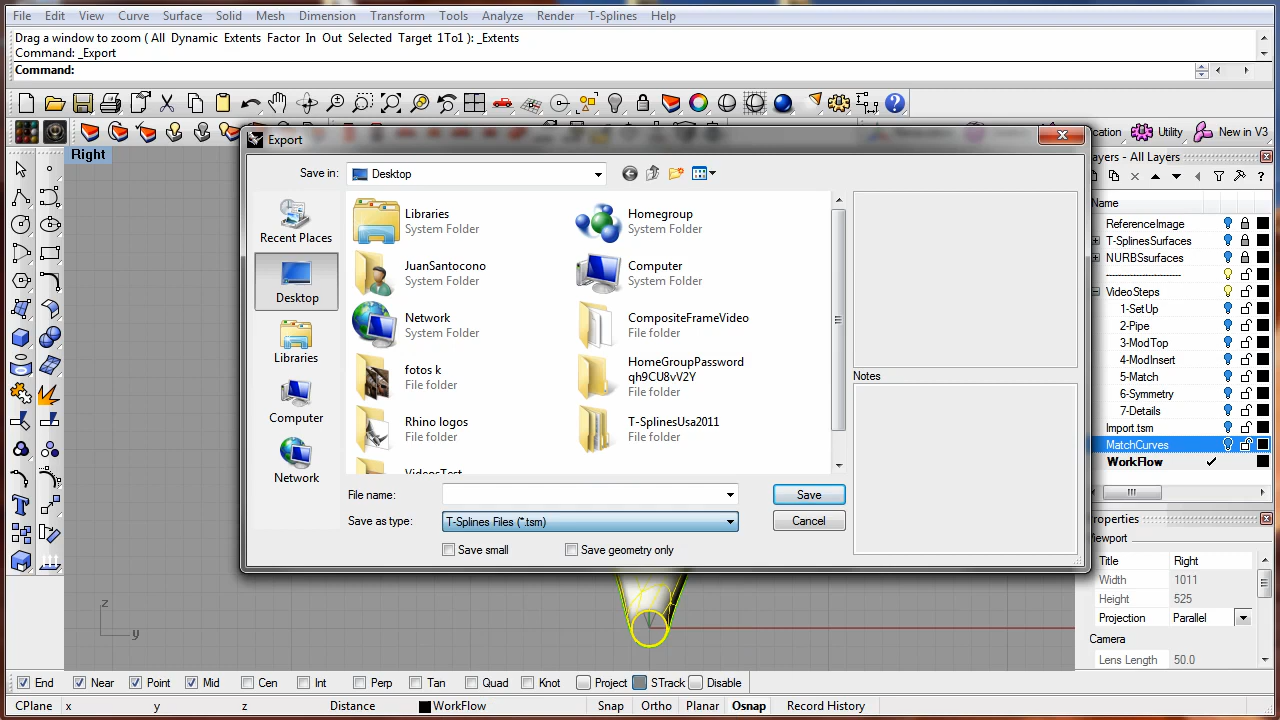 File Edit View Curve Surface Solid Mesh Dimension Transform Tools Analyze Render T-Splines Help
Drag a window to zoom ( All Dynamic Extents Factor In Out Selected Target 1To1 ): _Extents
Command: _Export
Command:
Utility New in V3
Export
Right
ayers - All Layers
Save in: Desktop
Name
Recent Places
Desktop
Libraries
Computer
Network
Libraries
System Folder
Homegroup
System Folder
JuanSantocono
System Folder
Computer
System Folder
Network
System Folder
CompositeFrameVideo
File folder
fotos k
File folder
HomeGroupPassword
qh9CU8vV2Y
File folder
Rhino logos
File folder
T-SplinesUsa2011
File folder
VideosTest
Notes
File name:
Save
Save as type: T-Splines Files (*.tsm)
Cancel
Save small Save geometry only
ReferenceImage
T-SplinesSurfaces
NURBSsurfaces
VideoSteps
1-SetUp
2-Pipe
3-ModTop
4-ModInsert
5-Match
6-Symmetry
7-Details
Import.tsm
MatchCurves
WorkFlow
roperties
iewport
Title Right
Width 1011
Height 525
Projection Parallel
Camera
Lens Length 50.0
z
y
End Near Point Mid Cen Int Perp Tan Quad Knot Project STrack Disable
CPlane x y z Distance WorkFlow Snap Ortho Planar Osnap Record History